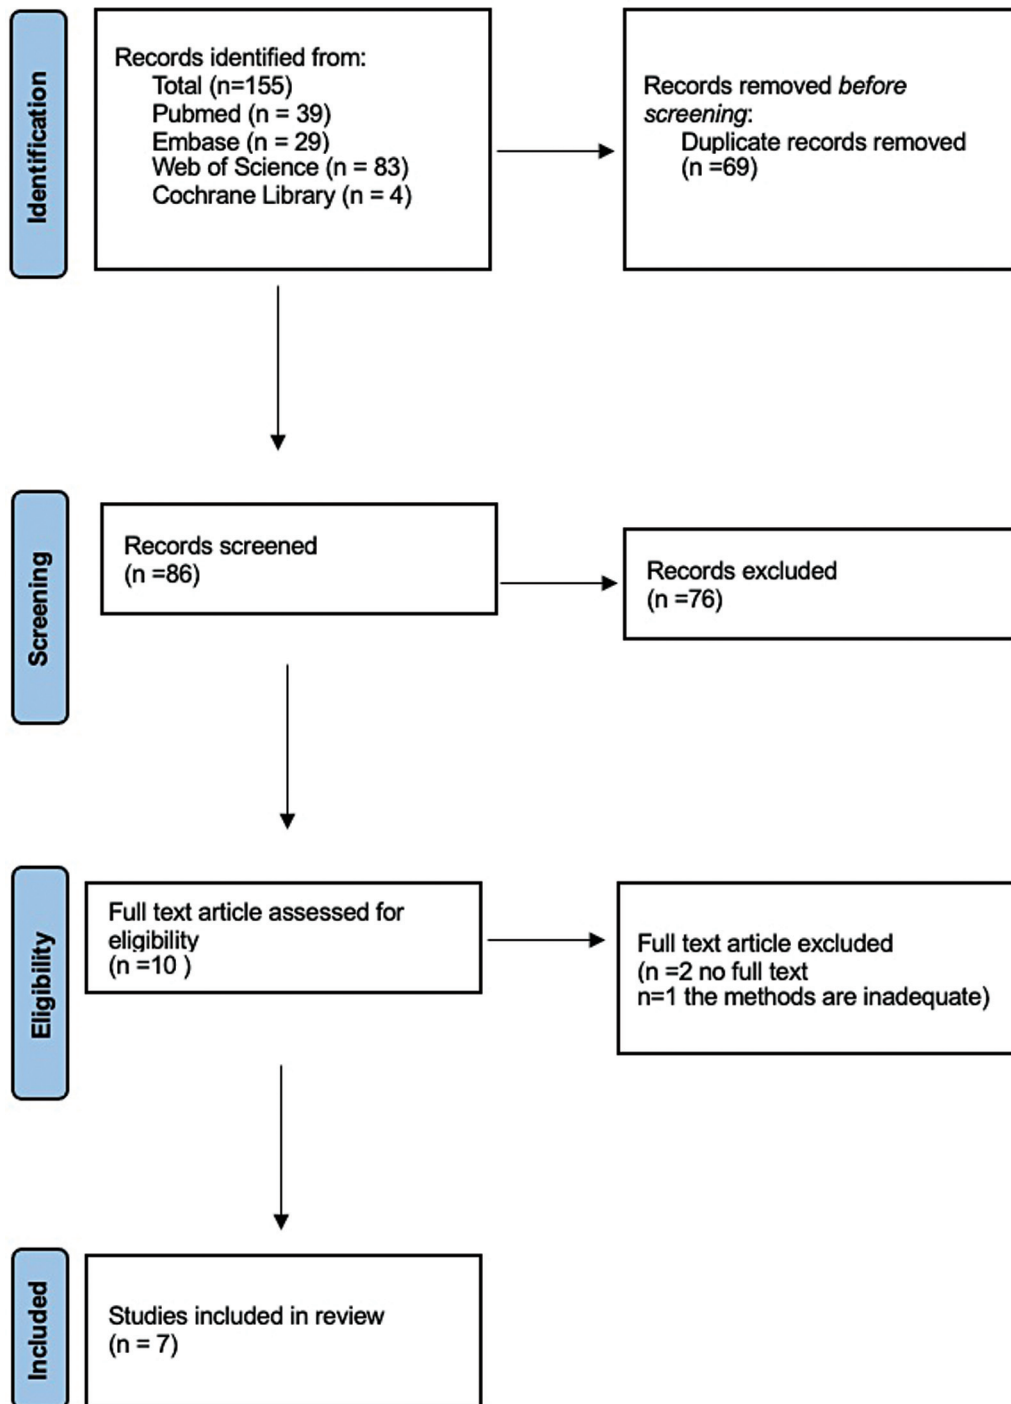 Identification
Records identified from:
Total (n=155)
Pubmed (n = 39)
Embase (n = 29)
Web of Science (n = 83)
Cochrane Library (n = 4)
Records removed before
screening:
Duplicate records removed
(n =69)
Screening
Records screened
(n =86)
Records excluded
(n =76)
Eligibility
Full text article assessed for
eligibility
(n =10 )
Full text article excluded
(n =2 no full text
n=1 the methods are inadequate)
Included
Studies included in review
(n = 7)